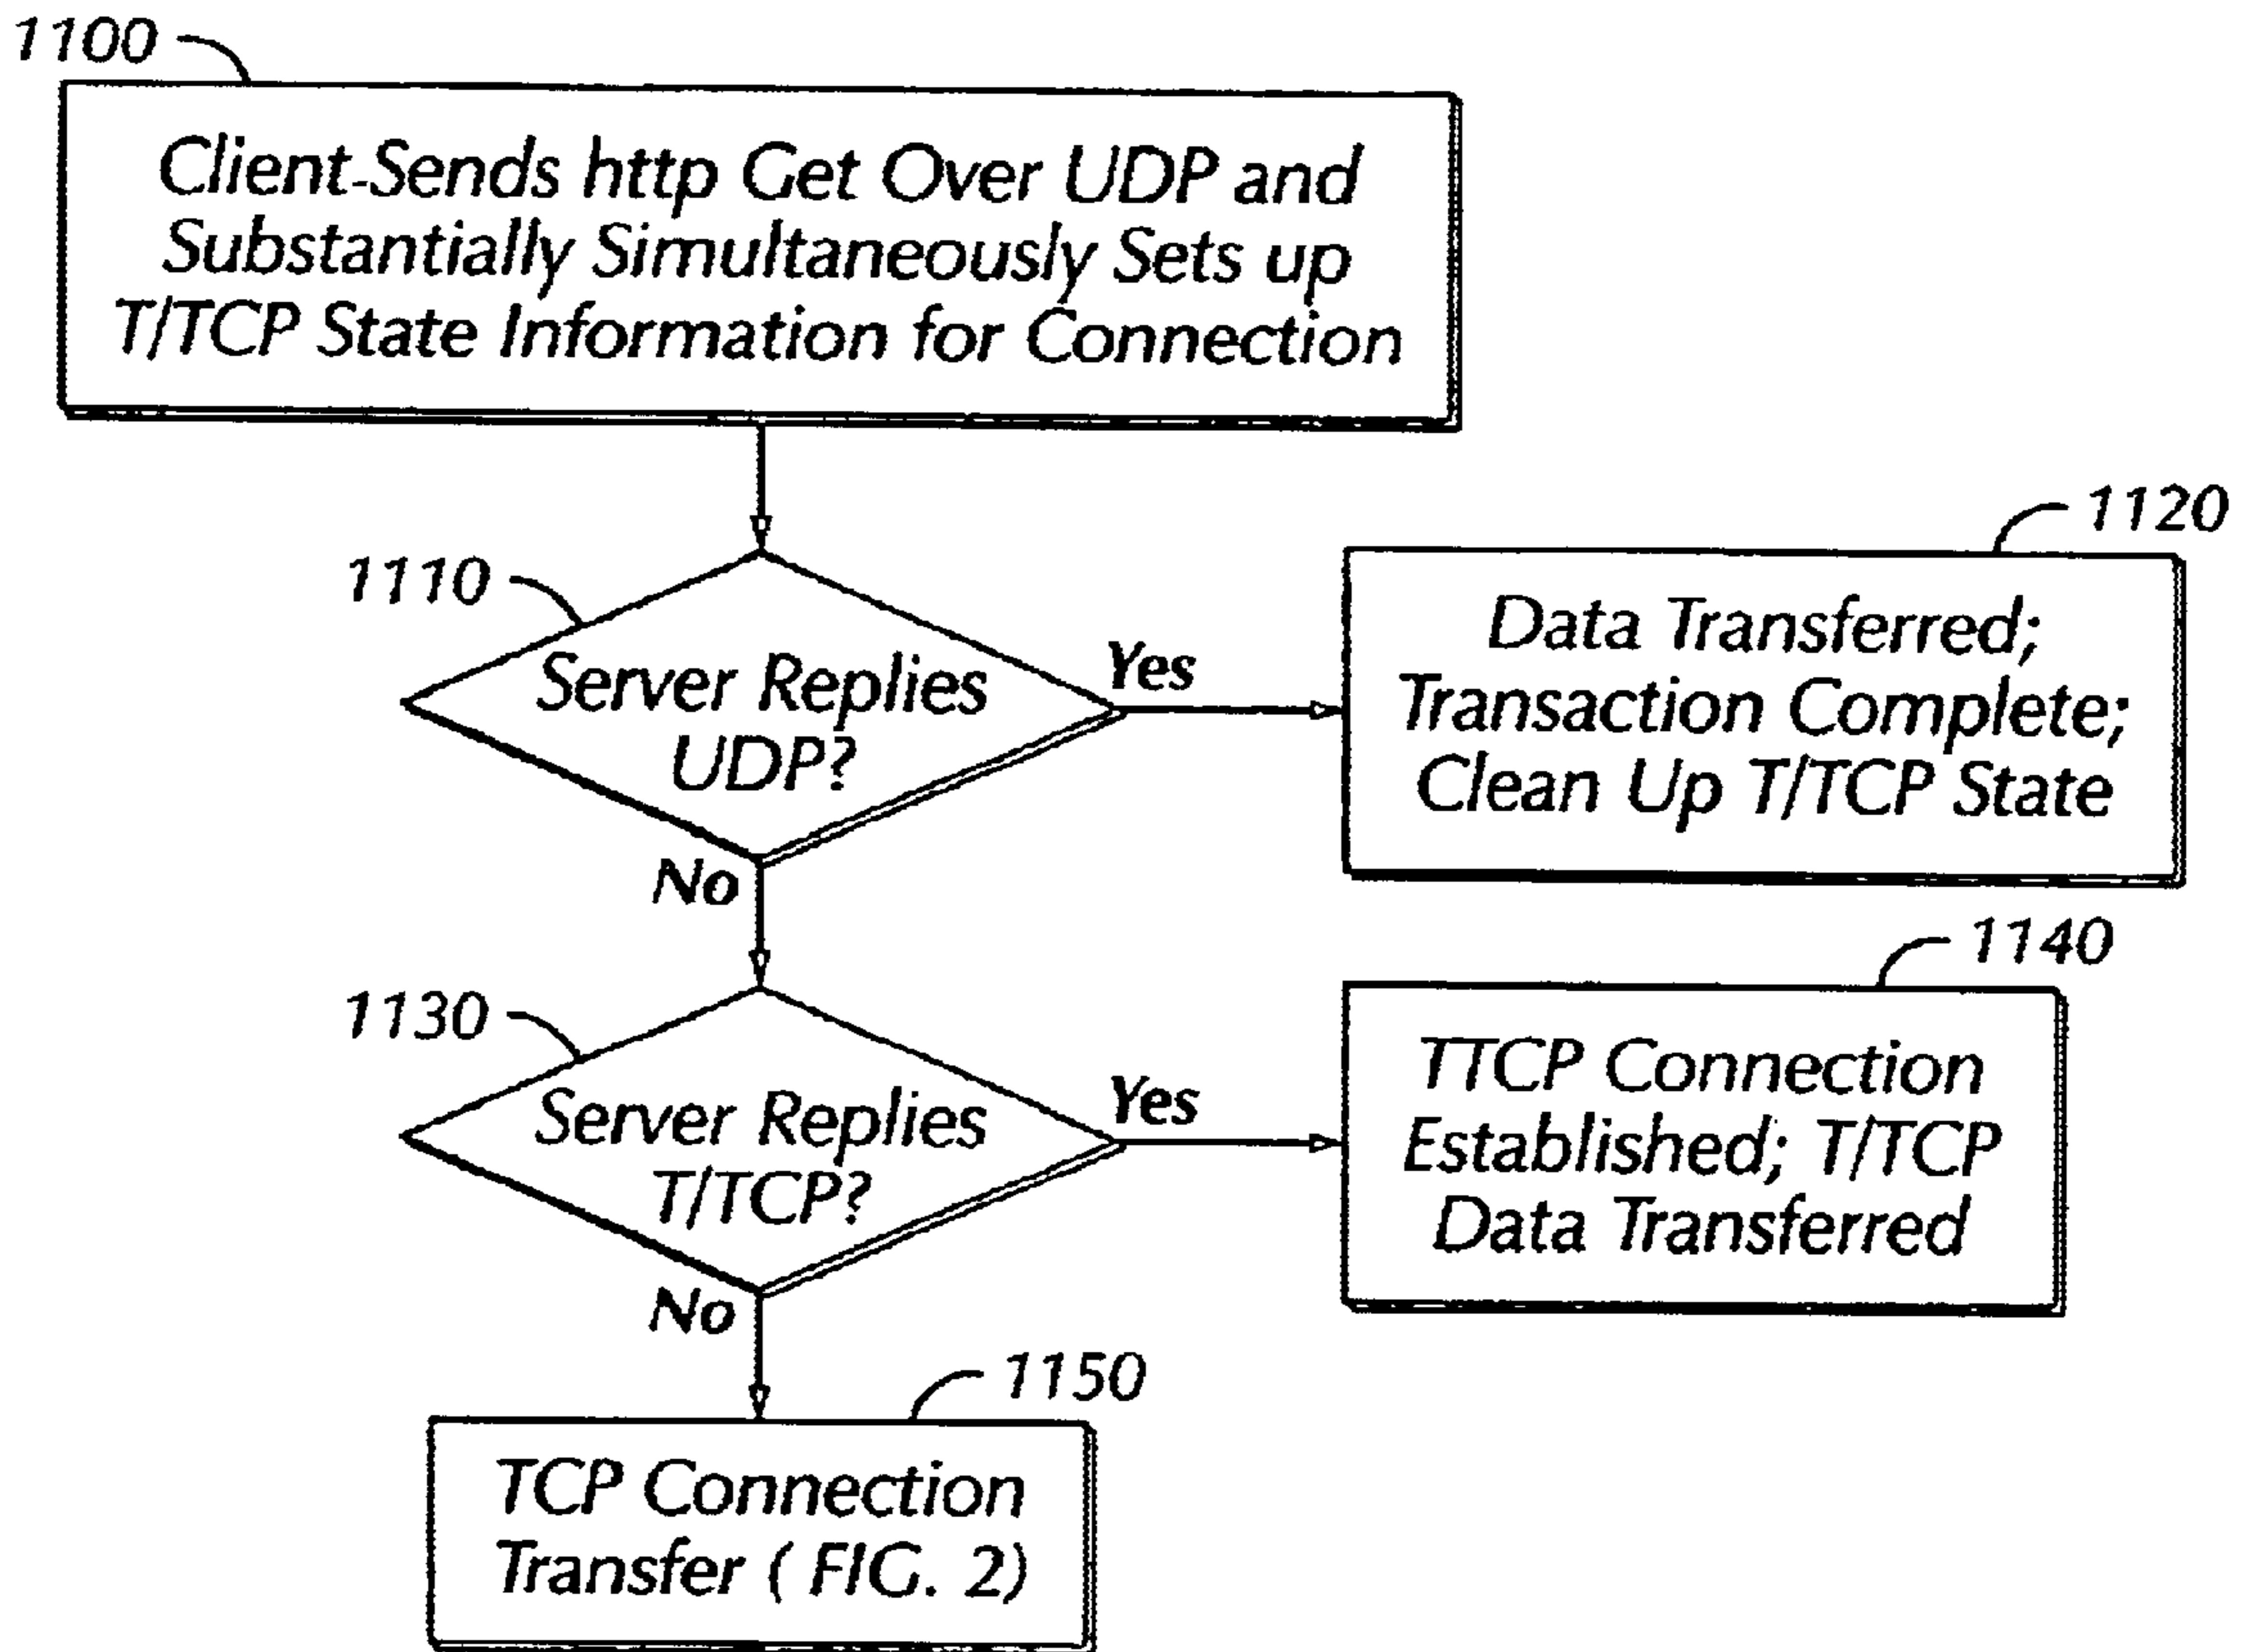 1100
Client-Sends http Get Over UDP and
Substantially Simultaneously Sets up
T/TCP State Information for Connection
1110
Server Replies
UDP?
Yes
No
1120
Data Transferred;
Transaction Complete;
Clean Up T/TCP State
1130
Server Replies
T/TCP?
Yes
No
1140
TTCP Connection
Established; T/TCP
Data Transferred
1150
TCP Connection
Transfer ( FIG. 2)